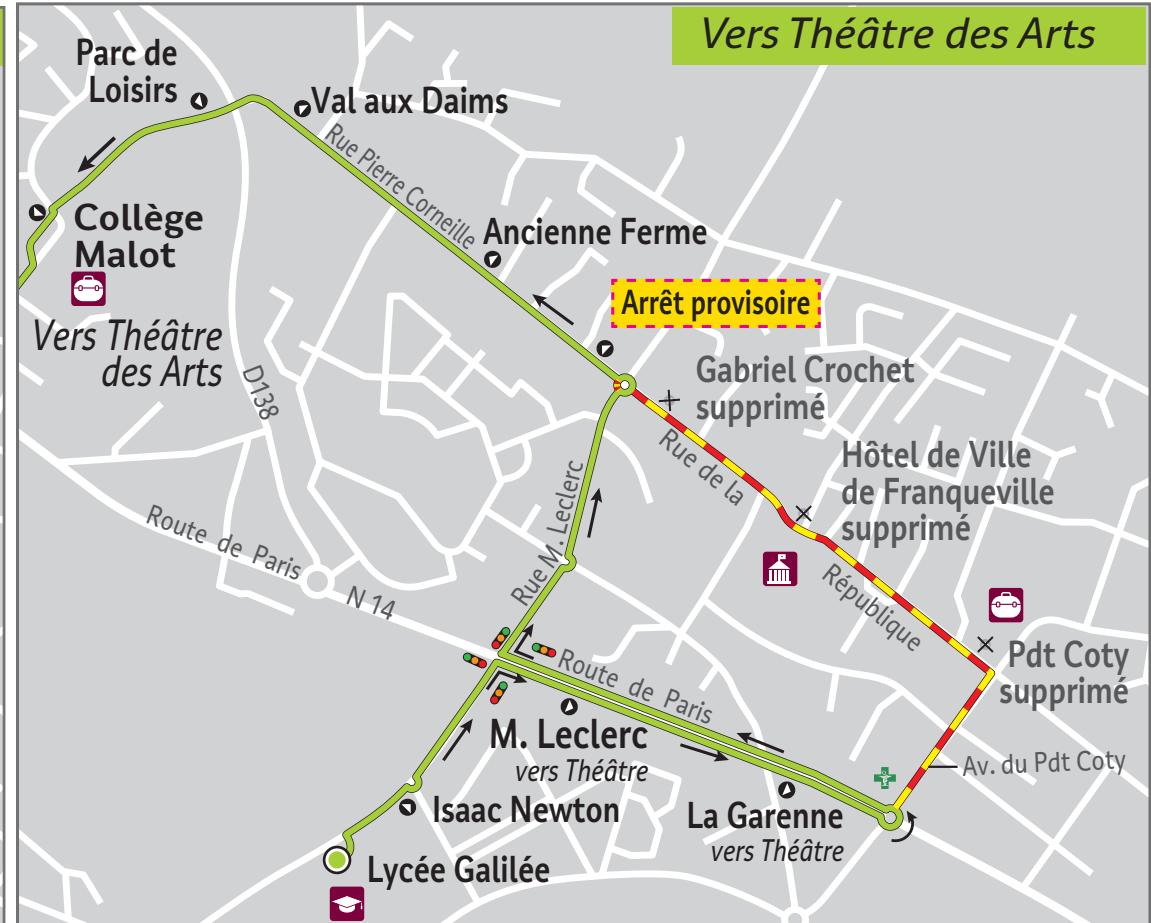 Vers Théâtre des Arts
Parc de
Loisirs
Val aux Daims
Rue Pierre Corneille
Collège
Malot
Ancienne Ferme
Vers Théâtre
des Arts
Arrêt provisoire
D138
Gabriel Crochet
supprimé
Rue de la
Hôtel de Ville
de Franqueville
supprimé
Rue M. Leclerc
Route de Paris
N 14
République
Pdt Coty
supprimé
Route de Paris
M. Leclerc
vers Théâtre
Av. du Pdt Coty
Isaac Newton
La Garenne
vers Théâtre
Lycée Galilée